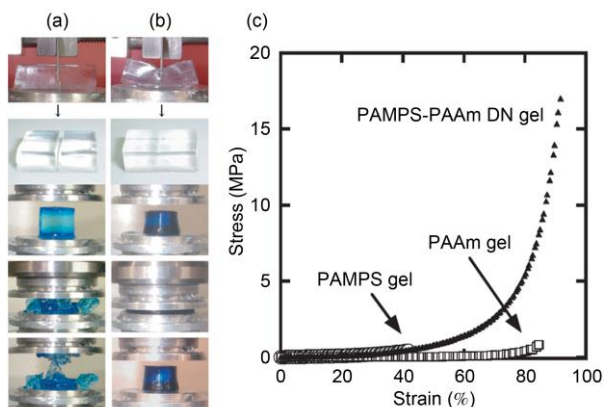 (a)
(b)
(c)
20
15
10
5
0
Stress (MPa)
PAMPS-PAAm DN gel
PAAm gel
PAMPS gel
0
20
40
60
80
100
Strain (%)